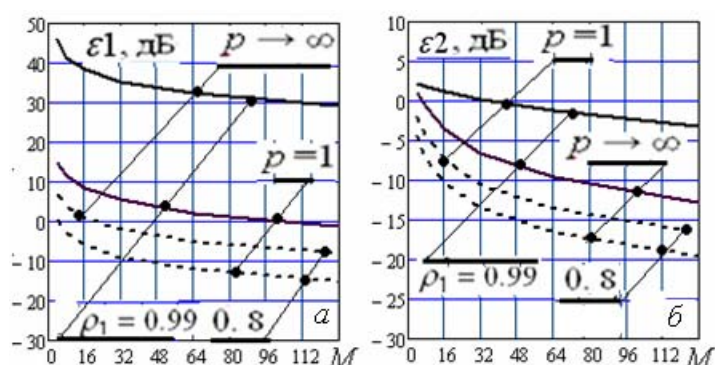 ε1, дБ
p → ∞
p = 1
ρ₁ = 0.99
0. 8
а
50
40
30
20
10
0
− 10
− 20
− 30
0 16 32 48 64 80 96 112 M
ε2, дБ
p = 1
p → ∞
ρ₁ = 0.99
0. 8
б
10
5
0
− 5
− 10
− 15
− 20
− 25
− 30
0 16 32 48 64 80 96 112 M